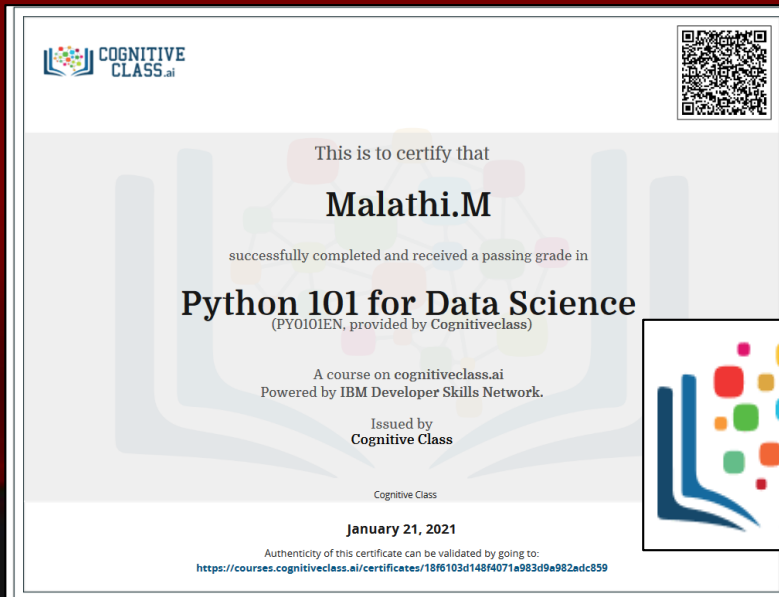 COGNITIVE
CLASS.ai
This is to certify that
Malathi.M
successfully completed and received a passing grade in
Python 101 for Data Science
(PY0101EN, provided by Cognitiveclass)
A course on cognitiveclass.ai
Powered by IBM Developer Skills Network.
Issued by
Cognitive Class
Cognitive Class
January 21, 2021
Authenticity of this certificate can be validated by going to:
https://courses.cognitiveclass.ai/certificates/18f6103d148f4071a983d9a982adc859